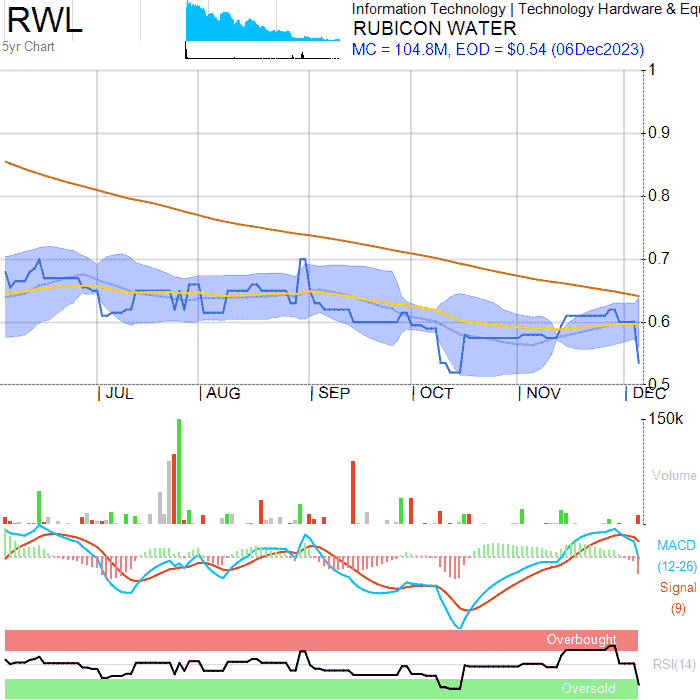 RWL
5yr Chart
Information Technology | Technology Hardware &
RUBICON WATER
MC = 104.8M, EOD = $0.54 (06Dec2023)
1
0.9
0.8
0.7
0.6
0.5
JUL AUG SEP OCT NOV DEC
150k
Volume
MACD
(12-26)
Signal
(9)
Overbought
RSI(14)
Oversold